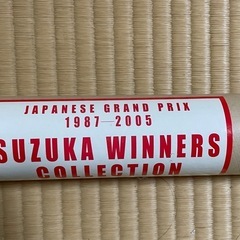 JAPANESE GRAND PRIX
1987—2005
SUZUKA WINNERS
COLLECTION